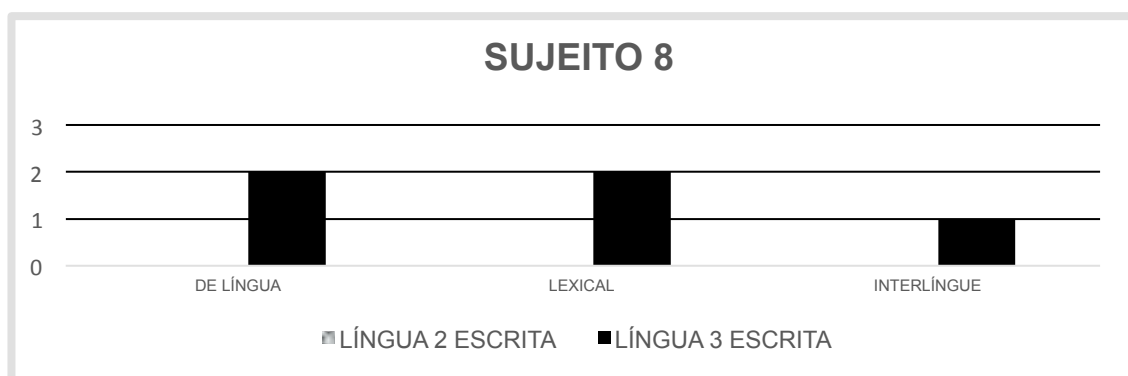 SUJEITO 8
3
2
1
0
DE LÍNGUA LEXICAL INTERLÍNGUE
LÍNGUA 2 ESCRITA LÍNGUA 3 ESCRITA